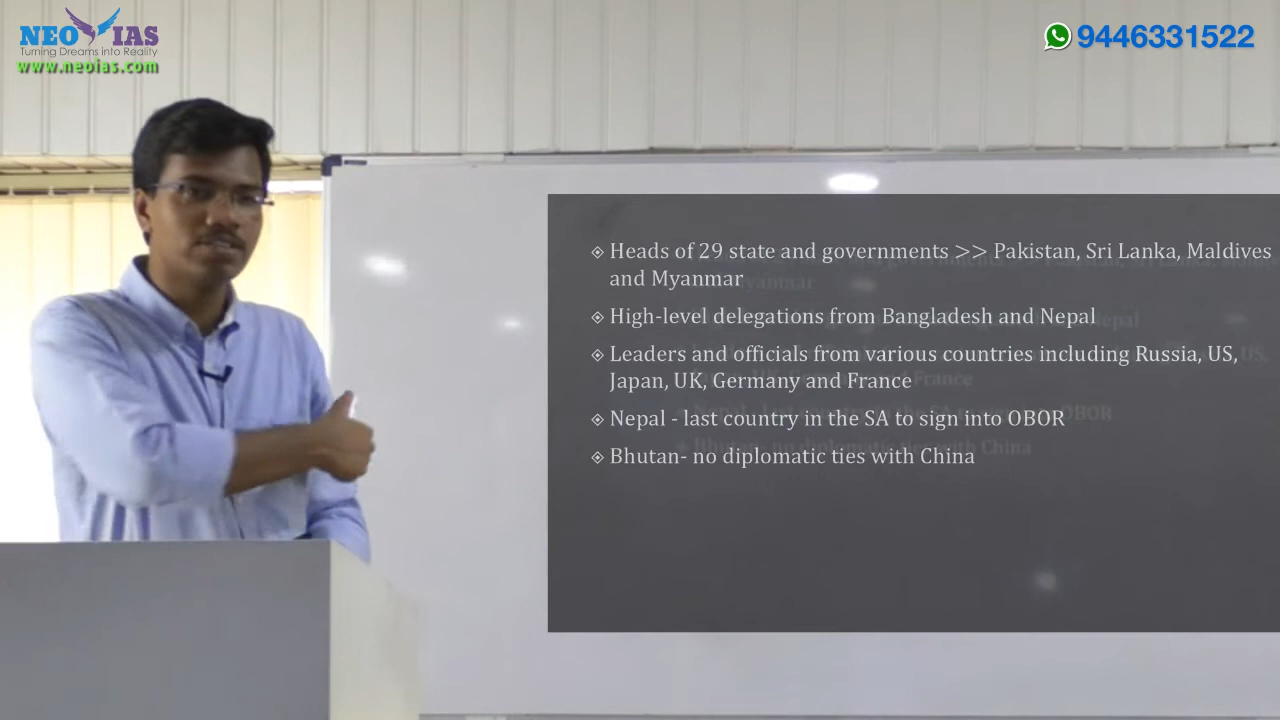 NEO IAS
Turning Dreams into Reality
www.neoias.com
9446331522
Heads of 29 state and governments >> Pakistan, Sri Lanka, Maldives
and Myanmar
High-level delegations from Bangladesh and Nepal
Leaders and officials from various countries including Russia, US,
Japan, UK, Germany and France
Nepal - last country in the SA to sign into OBOR
Bhutan- no diplomatic ties with China